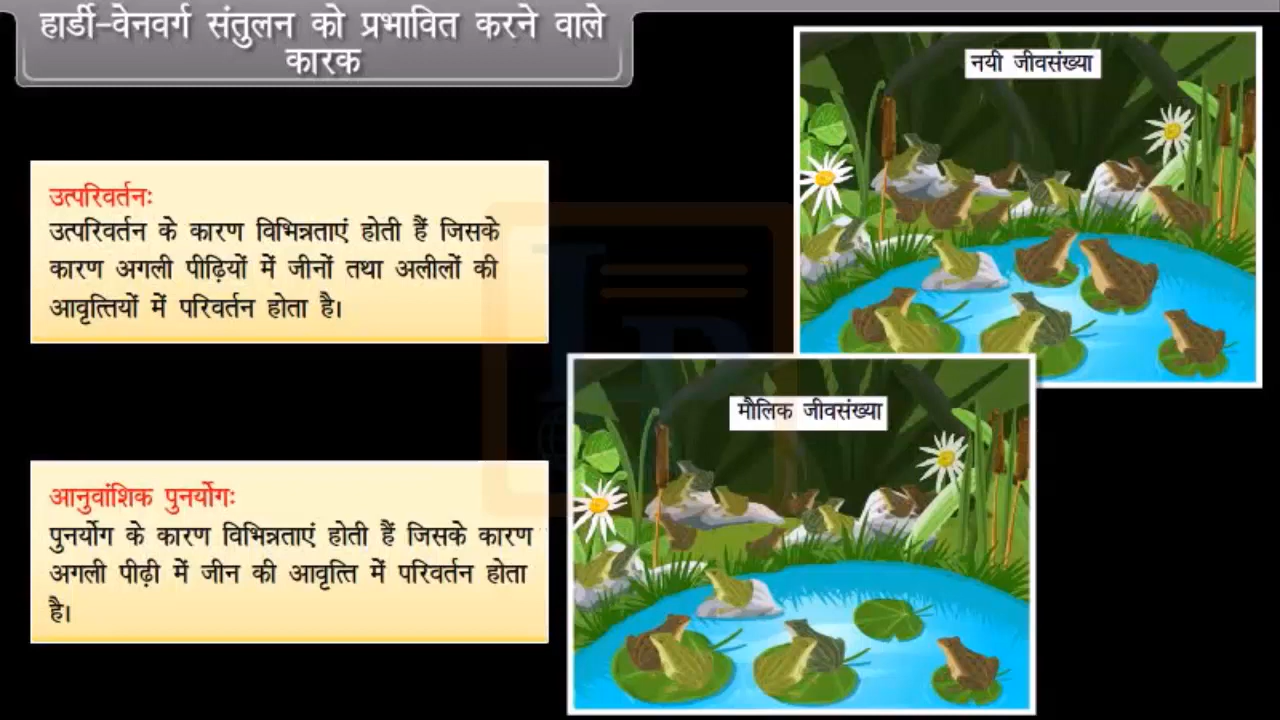 हार्डी-वेनवर्ग संतुलन को प्रभावित करने वाले
कारक
उत्परिवर्तनः
उत्परिवर्तन के कारण विभिन्नताएं होती हैं जिसके
कारण अगली पीढ़ियों में जीनों तथा अलीलों की
आवृत्तियों में परिवर्तन होता है।
आनुवांशिक पुनर्योगः
पुनर्योग के कारण विभिन्नताएं होती हैं जिसके कारण
अगली पीढ़ी में जीन की आवृत्ति में परिवर्तन होता
है।
नयी जीवसंख्या
मौलिक जीवसंख्या